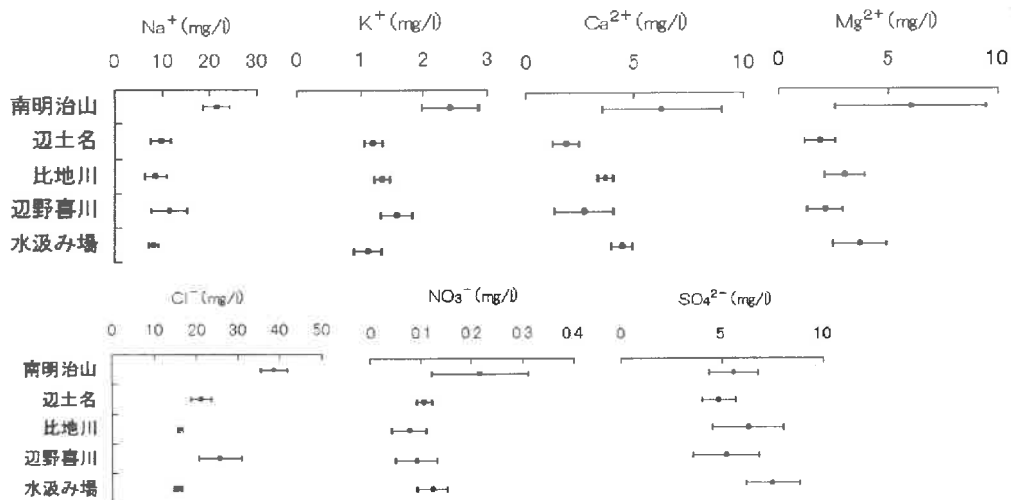 Na⁺(mg/l) K⁺(mg/l) Ca²⁺(mg/l) Mg²⁺(mg/l)
0 10 20 30 0 1 2 3 0 5 10 0 5 10
南明治山
辺土名
比地川
辺野喜川
水汲み場
Cl⁻(mg/l) NO₃⁻(mg/l) SO₄²⁻(mg/l)
0 10 20 30 40 50 0 0.1 0.2 0.3 0.4 0 5 10
南明治山
辺土名
比地川
辺野喜川
水汲み場